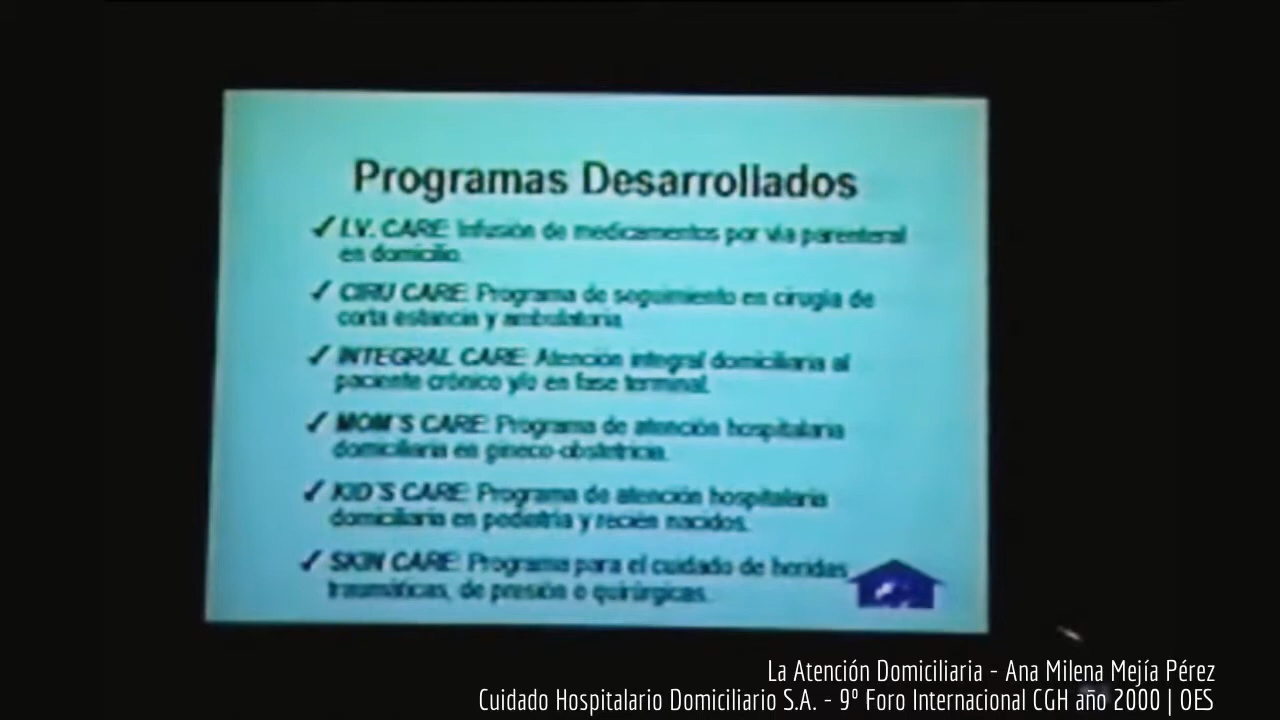 Programas Desarrollados
✓ I.V. CARE: Infusión de medicamentos por vía parenteral
en domicilio.
✓ CIRU CARE: Programa de seguimiento en cirugía de
corta estancia y ambulatoria.
✓ INTEGRAL CARE: Atención integral domiciliaria al
paciente crónico y/o en fase terminal.
✓ MOM´S CARE: Programa de atención hospitalaria
domiciliaria en gineco-obstetricia.
✓ KID´S CARE: Programa de atención hospitalaria
domiciliaria en pediatría y recién nacidos.
✓ SKIN CARE: Programa para el cuidado de heridas
traumáticas, de presión o quirúrgicas.
La Atención Domiciliaria - Ana Milena Mejía Pérez
Cuidado Hospitalario Domiciliario S.A. - 9º Foro Internacional CGH año 2000 | OES